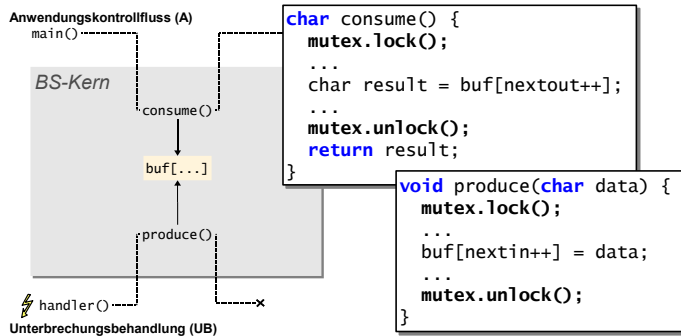 Anwendungskontrollfluss (A)
main()
BS-Kern
consume()
buf[...]
produce()
handler()
Unterbrechungsbehandlung (UB)
char consume() {
  mutex.lock();
  ...
  char result = buf[nextout++];
  ...
  mutex.unlock();
  return result;
}
void produce(char data) {
  mutex.lock();
  ...
  buf[nextin++] = data;
  ...
  mutex.unlock();
}